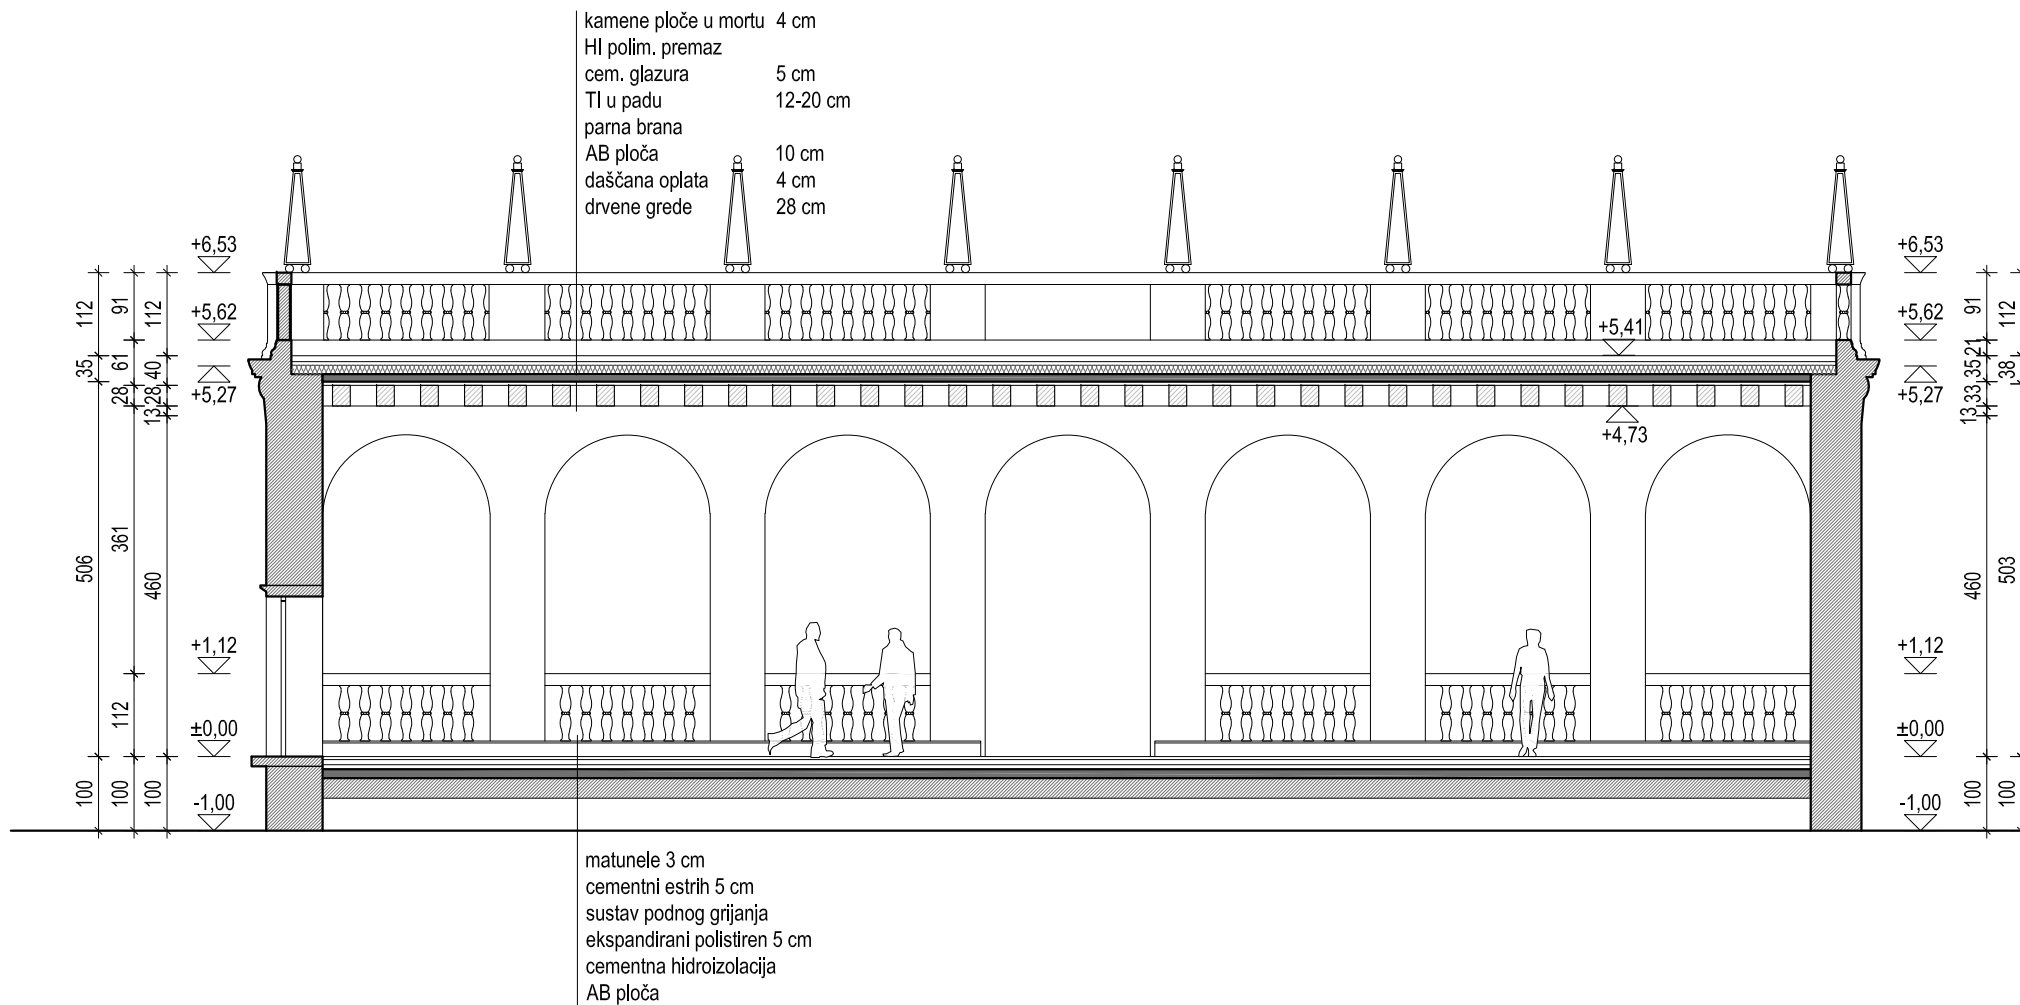 kamene ploče u mortu 4 cm
HI polim. premaz
cem. glazura 5 cm
TI u padu 12-20 cm
parna brana
AB ploča 10 cm
daščana oplata 4 cm
drvene grede 28 cm
+6,53
+6,53
112
91
112
+5,62
+5,41
+5,62
91
112
35
61
40
+5,27
+5,27
21
35
38
28
28
13
+4,73
33
13
506
361
460
460
503
+1,12
+1,12
112
±0,00
±0,00
100
100
100
-1,00
-1,00
100
100
matunele 3 cm
cementni estrih 5 cm
sustav podnog grijanja
ekspandirani polistiren 5 cm
cementna hidroizolacija
AB ploča